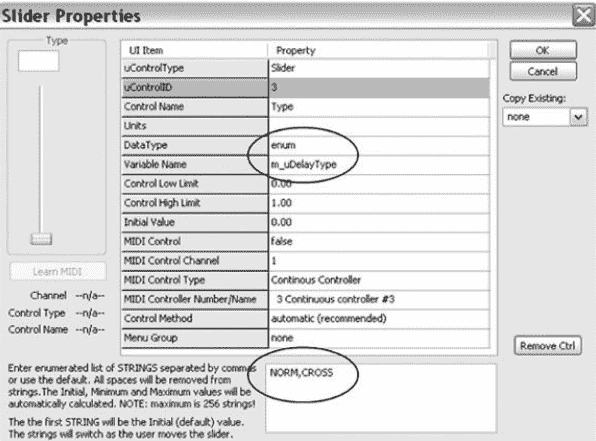 Slider Properties
Type
UI Item Property
uControlType Slider
uControlID 3
Control Name Type
Units
DataType enum
Variable Name m_uDelayType
Control Low Limit 0.00
Control High Limit 1.00
Initial Value 0.00
MIDI Control false
MIDI Control Channel 1
MIDI Control Type Continous Controller
MIDI Controller Number/Name 3 Continuous controller #3
Control Method automatic (recommended)
Menu Group none
OK
Cancel
Copy Existing:
none
Learn MIDI
Channel --n/a--
Control Type --n/a--
Control Name --n/a--
Remove Ctrl
Enter enumerated list of STRINGS separated by commas
or use the default. All spaces will be removed from
strings.The Initial, Minimum and Maximum values will be
automatically calculated. NOTE: maximum is 256 strings!
The the first STRING will be the Initial (default) value.
The strings will switch as the user moves the slider.
NORM,CROSS